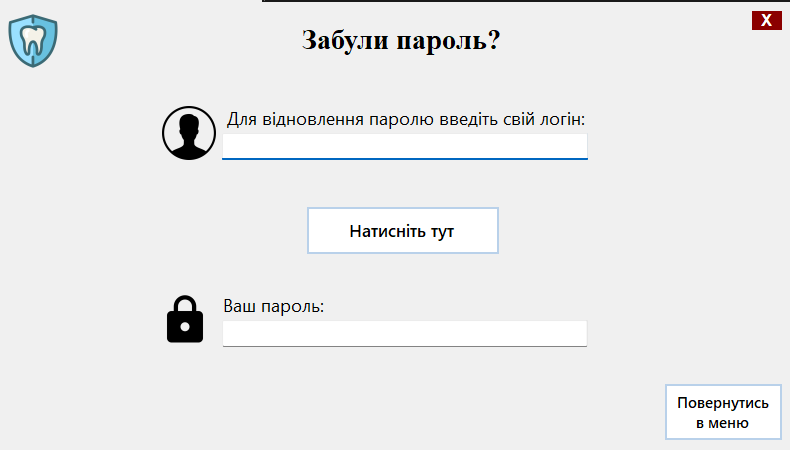 X
Забули пароль?
Для відновлення паролю введіть свій логін:
Натисніть тут
Ваш пароль:
Повернутись
в меню